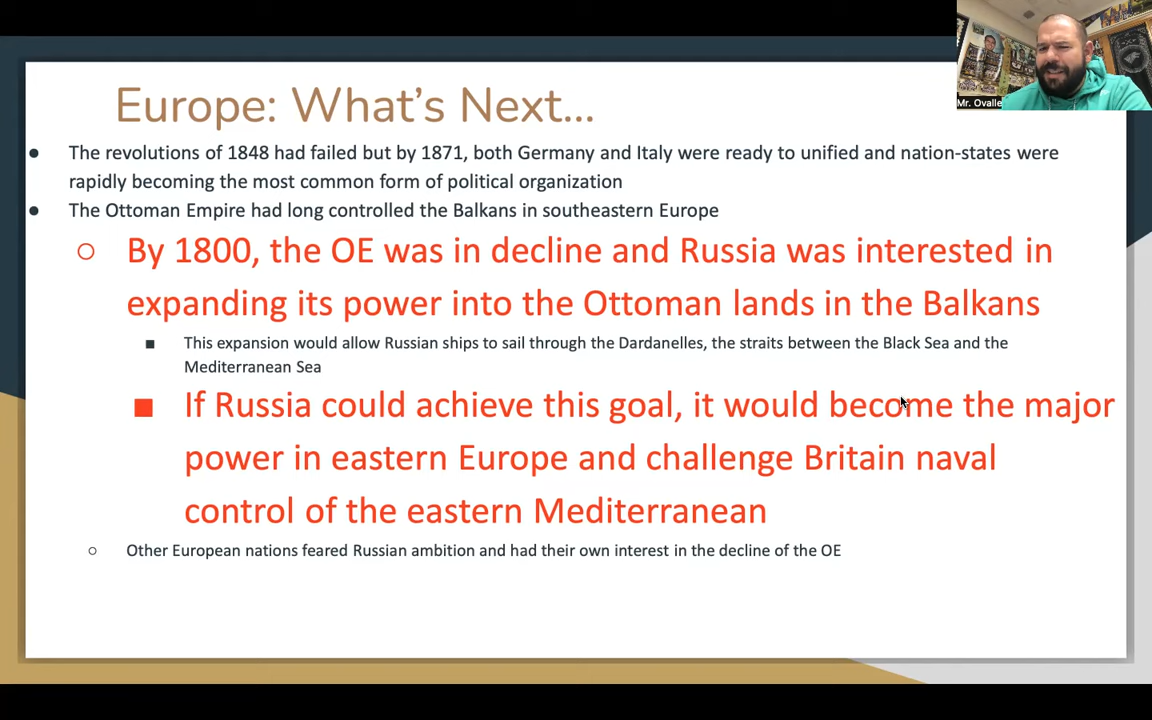 Europe: What's Next...
Mr. Ovalle
● The revolutions of 1848 had failed but by 1871, both Germany and Italy were ready to unified and nation-states were
rapidly becoming the most common form of political organization
● The Ottoman Empire had long controlled the Balkans in southeastern Europe
○ By 1800, the OE was in decline and Russia was interested in
expanding its power into the Ottoman lands in the Balkans
■ This expansion would allow Russian ships to sail through the Dardanelles, the straits between the Black Sea and the
Mediterranean Sea
■ If Russia could achieve this goal, it would become the major
power in eastern Europe and challenge Britain naval
control of the eastern Mediterranean
○ Other European nations feared Russian ambition and had their own interest in the decline of the OE